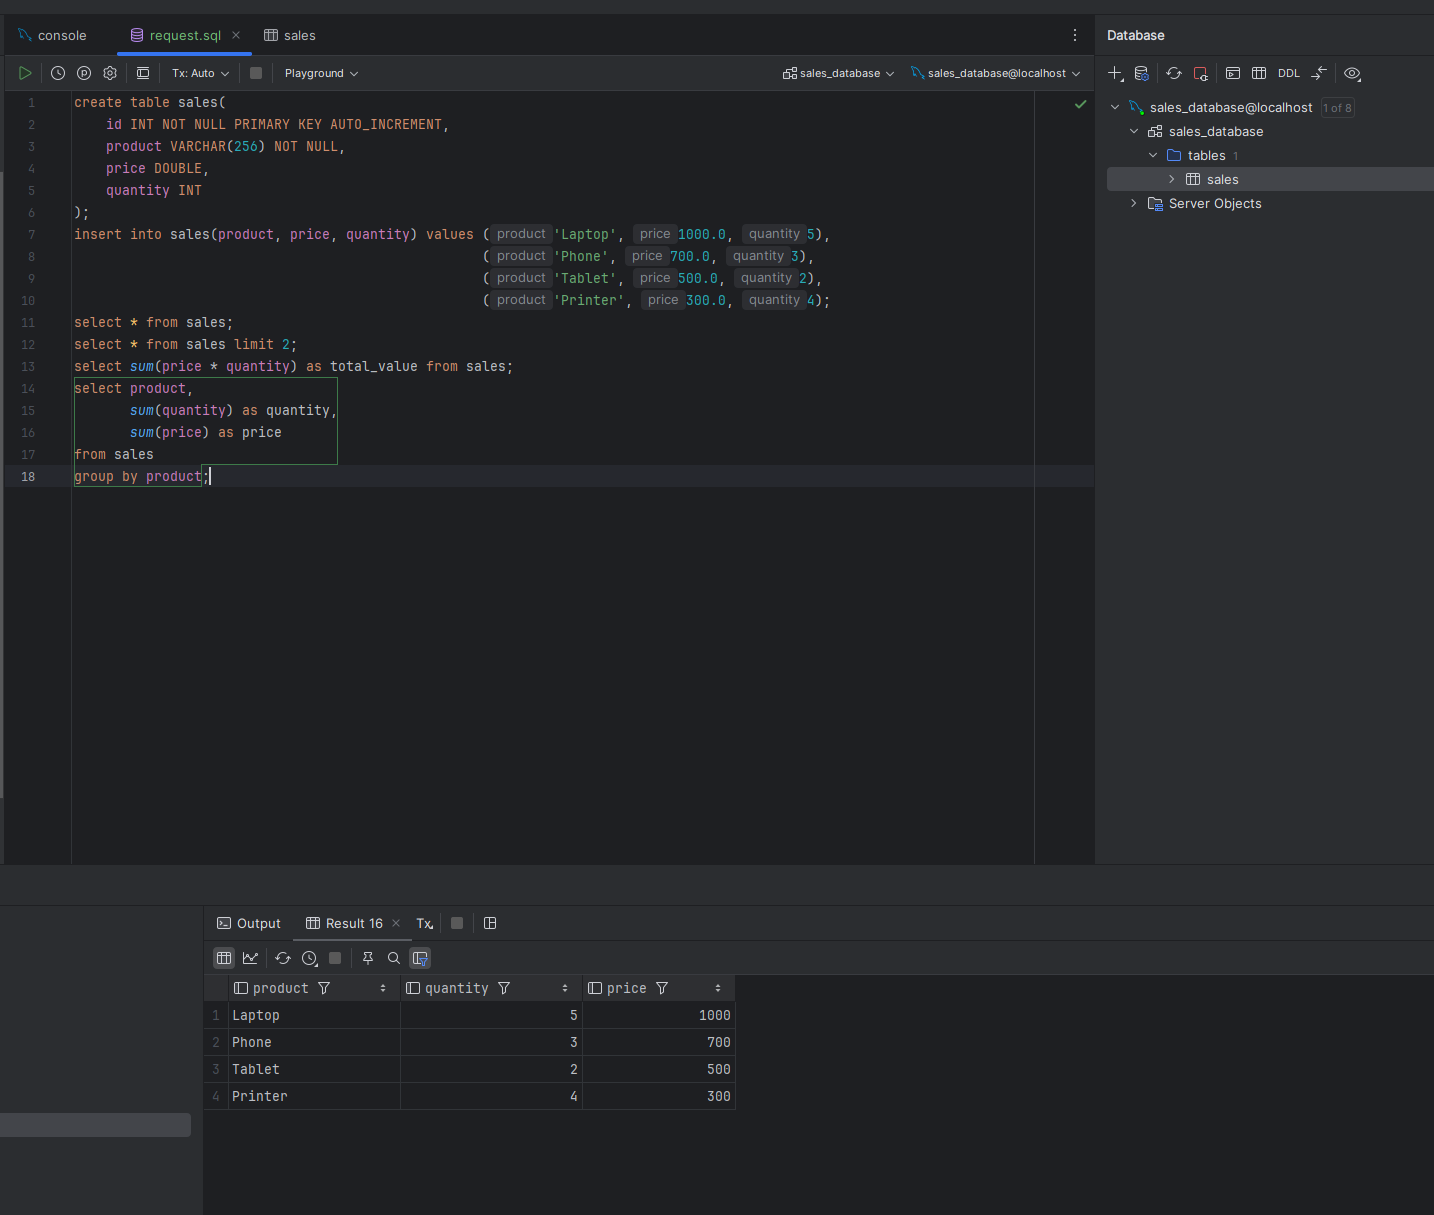 console
request.sql
sales
Database
Tx: Auto
Playground
sales_database
sales_database@localhost
DDL
1 create table sales(
2 id INT NOT NULL PRIMARY KEY AUTO_INCREMENT,
3 product VARCHAR(256) NOT NULL,
4 price DOUBLE,
5 quantity INT
6 );
7 insert into sales(product, price, quantity) values ( product 'Laptop', price 1000.0, quantity 5),
8 ( product 'Phone', price 700.0, quantity 3),
9 ( product 'Tablet', price 500.0, quantity 2),
10 ( product 'Printer', price 300.0, quantity 4);
11 select * from sales;
12 select * from sales limit 2;
13 select sum(price * quantity) as total_value from sales;
14 select product,
15 sum(quantity) as quantity,
16 sum(price) as price
17 from sales
18 group by product;
sales_database@localhost 1 of 8
sales_database
tables 1
sales
Server Objects
Output
Result 16
Tx
product quantity price
1 Laptop 5 1000
2 Phone 3 700
3 Tablet 2 500
4 Printer 4 300